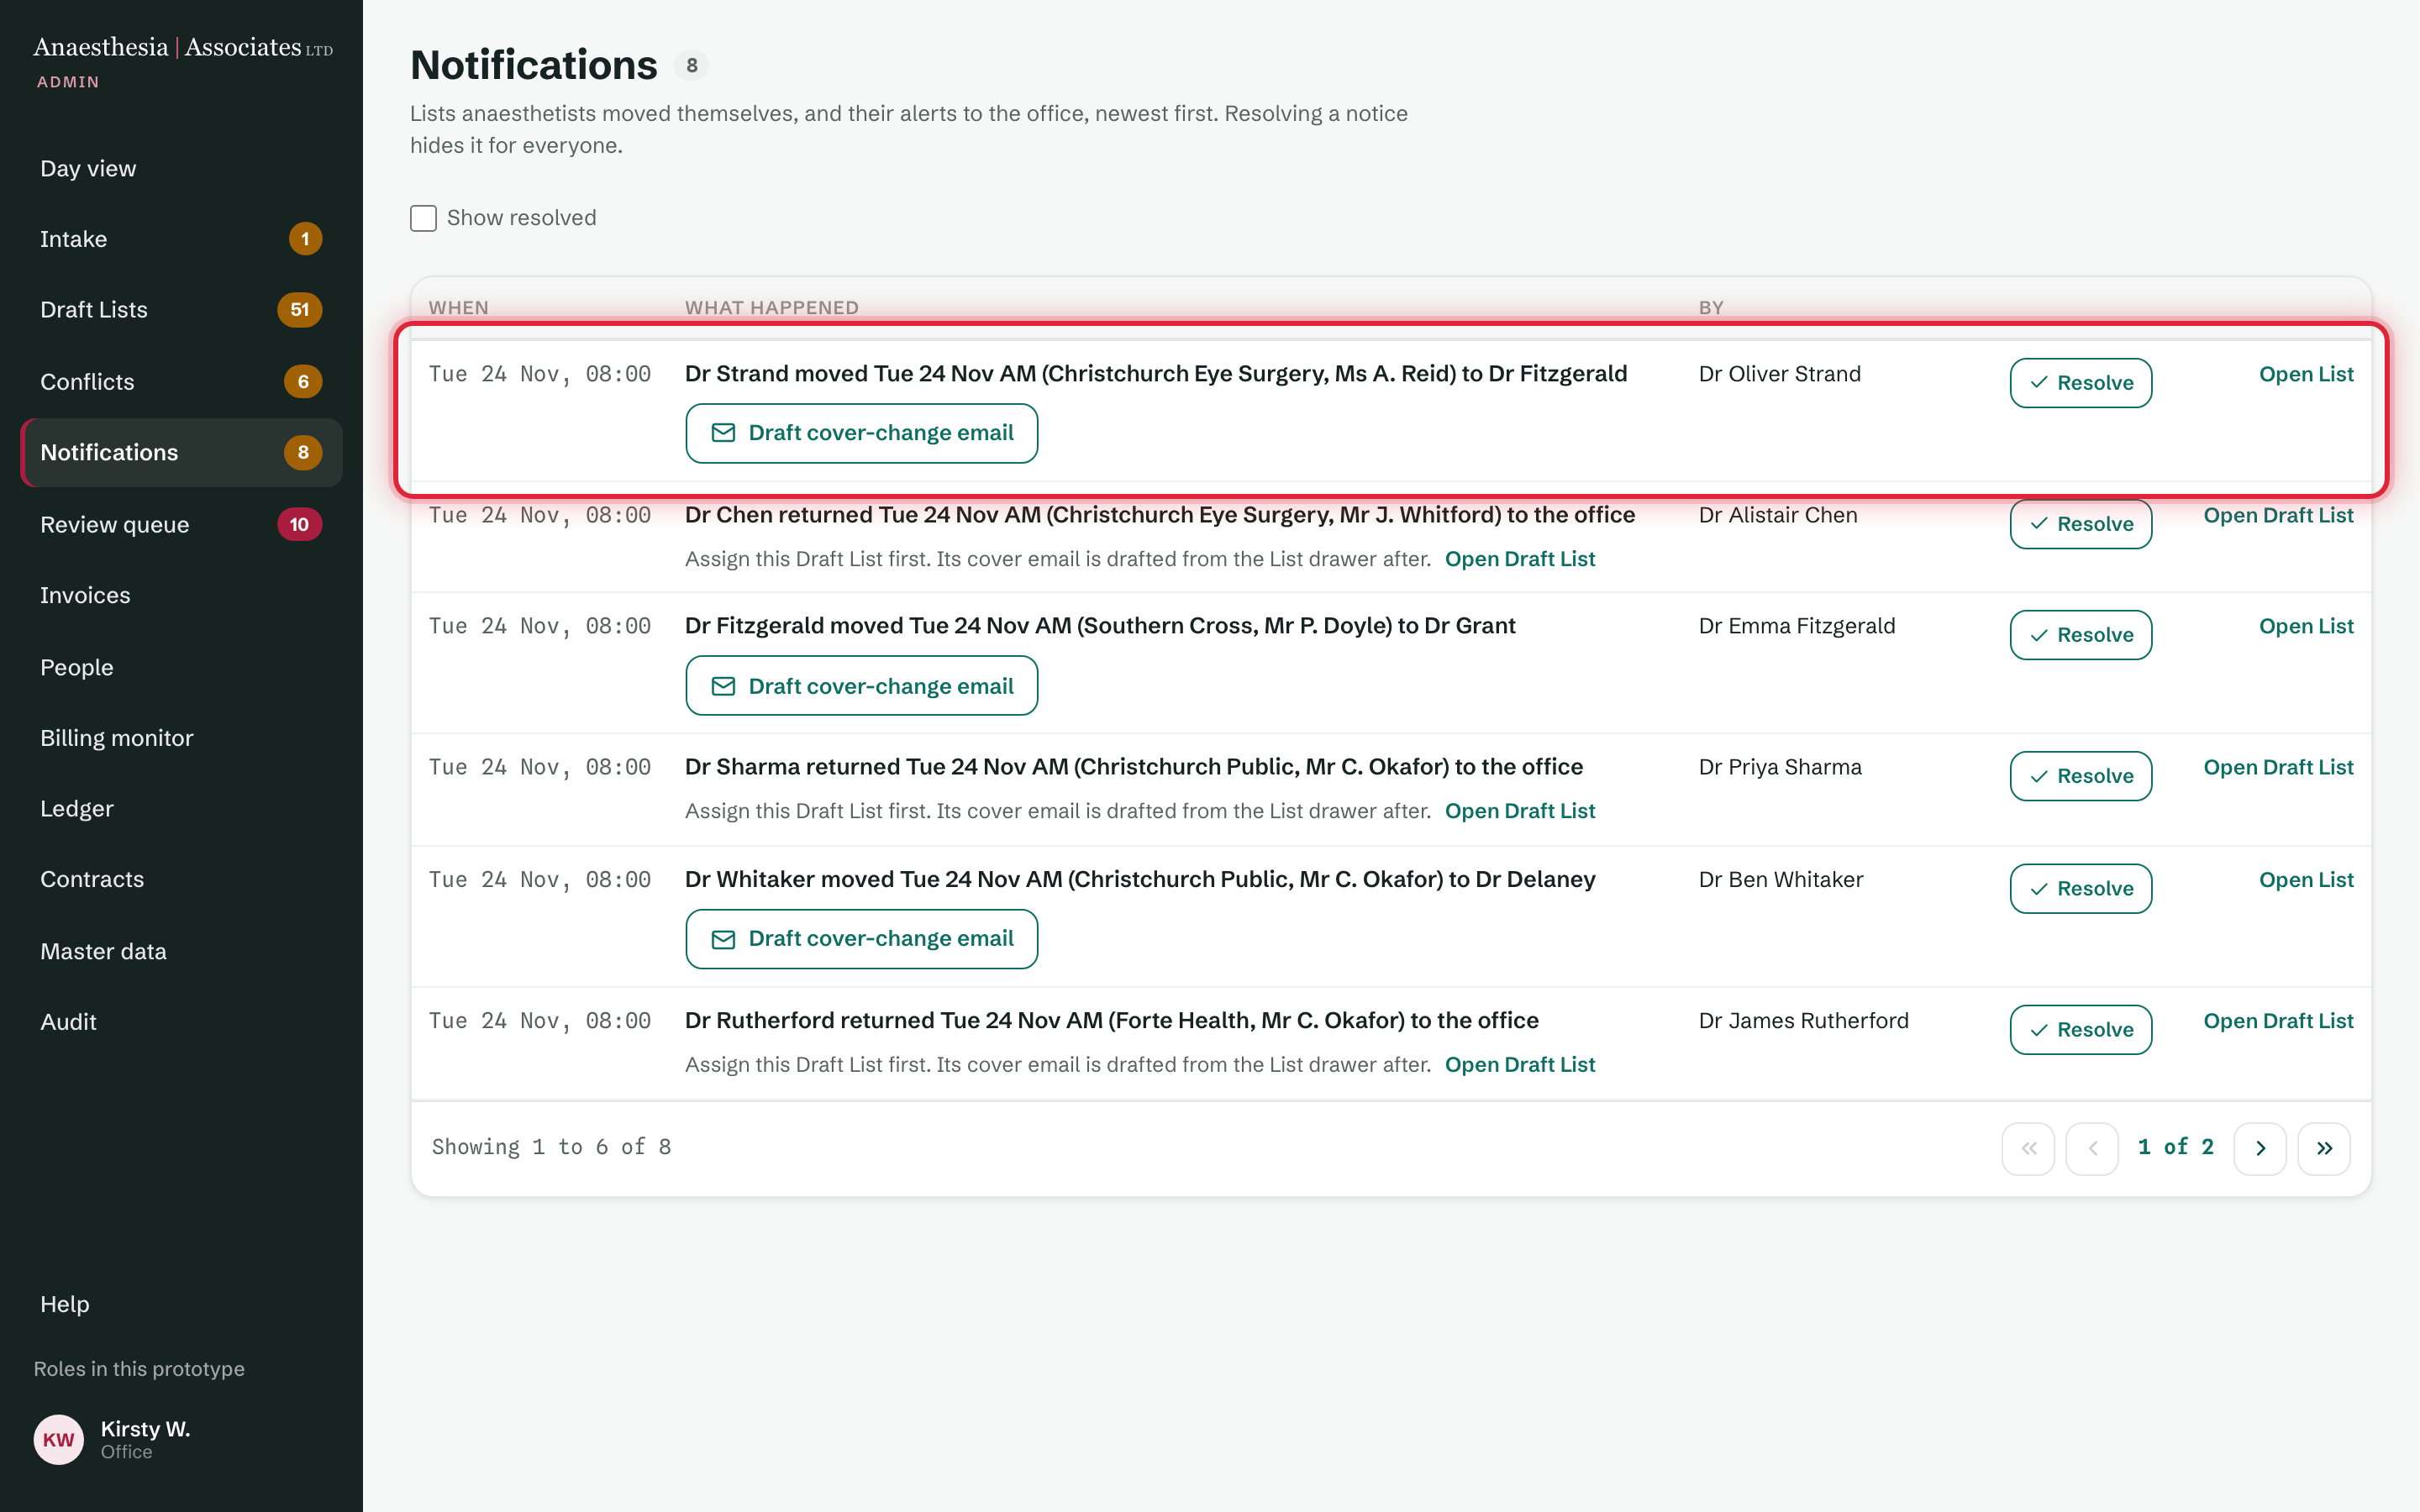 Anaesthesia | Associates LTD
ADMIN
Day view
Intake 1
Draft Lists 51
Conflicts 6
Notifications 8
Review queue 10
Invoices
People
Billing monitor
Ledger
Contracts
Master data
Audit
Help
Roles in this prototype
KW Kirsty W.
Office
Notifications 8
Lists anaesthetists moved themselves, and their alerts to the office, newest first. Resolving a notice
hides it for everyone.
Show resolved
WHEN WHAT HAPPENED BY
Tue 24 Nov, 08:00 Dr Strand moved Tue 24 Nov AM (Christchurch Eye Surgery, Ms A. Reid) to Dr Fitzgerald Dr Oliver Strand Resolve Open List
Draft cover-change email
Tue 24 Nov, 08:00 Dr Chen returned Tue 24 Nov AM (Christchurch Eye Surgery, Mr J. Whitford) to the office Dr Alistair Chen Resolve Open Draft List
Assign this Draft List first. Its cover email is drafted from the List drawer after. Open Draft List
Tue 24 Nov, 08:00 Dr Fitzgerald moved Tue 24 Nov AM (Southern Cross, Mr P. Doyle) to Dr Grant Dr Emma Fitzgerald Resolve Open List
Draft cover-change email
Tue 24 Nov, 08:00 Dr Sharma returned Tue 24 Nov AM (Christchurch Public, Mr C. Okafor) to the office Dr Priya Sharma Resolve Open Draft List
Assign this Draft List first. Its cover email is drafted from the List drawer after. Open Draft List
Tue 24 Nov, 08:00 Dr Whitaker moved Tue 24 Nov AM (Christchurch Public, Mr C. Okafor) to Dr Delaney Dr Ben Whitaker Resolve Open List
Draft cover-change email
Tue 24 Nov, 08:00 Dr Rutherford returned Tue 24 Nov AM (Forte Health, Mr C. Okafor) to the office Dr James Rutherford Resolve Open Draft List
Assign this Draft List first. Its cover email is drafted from the List drawer after. Open Draft List
Showing 1 to 6 of 8 « ‹ 1 of 2 › »